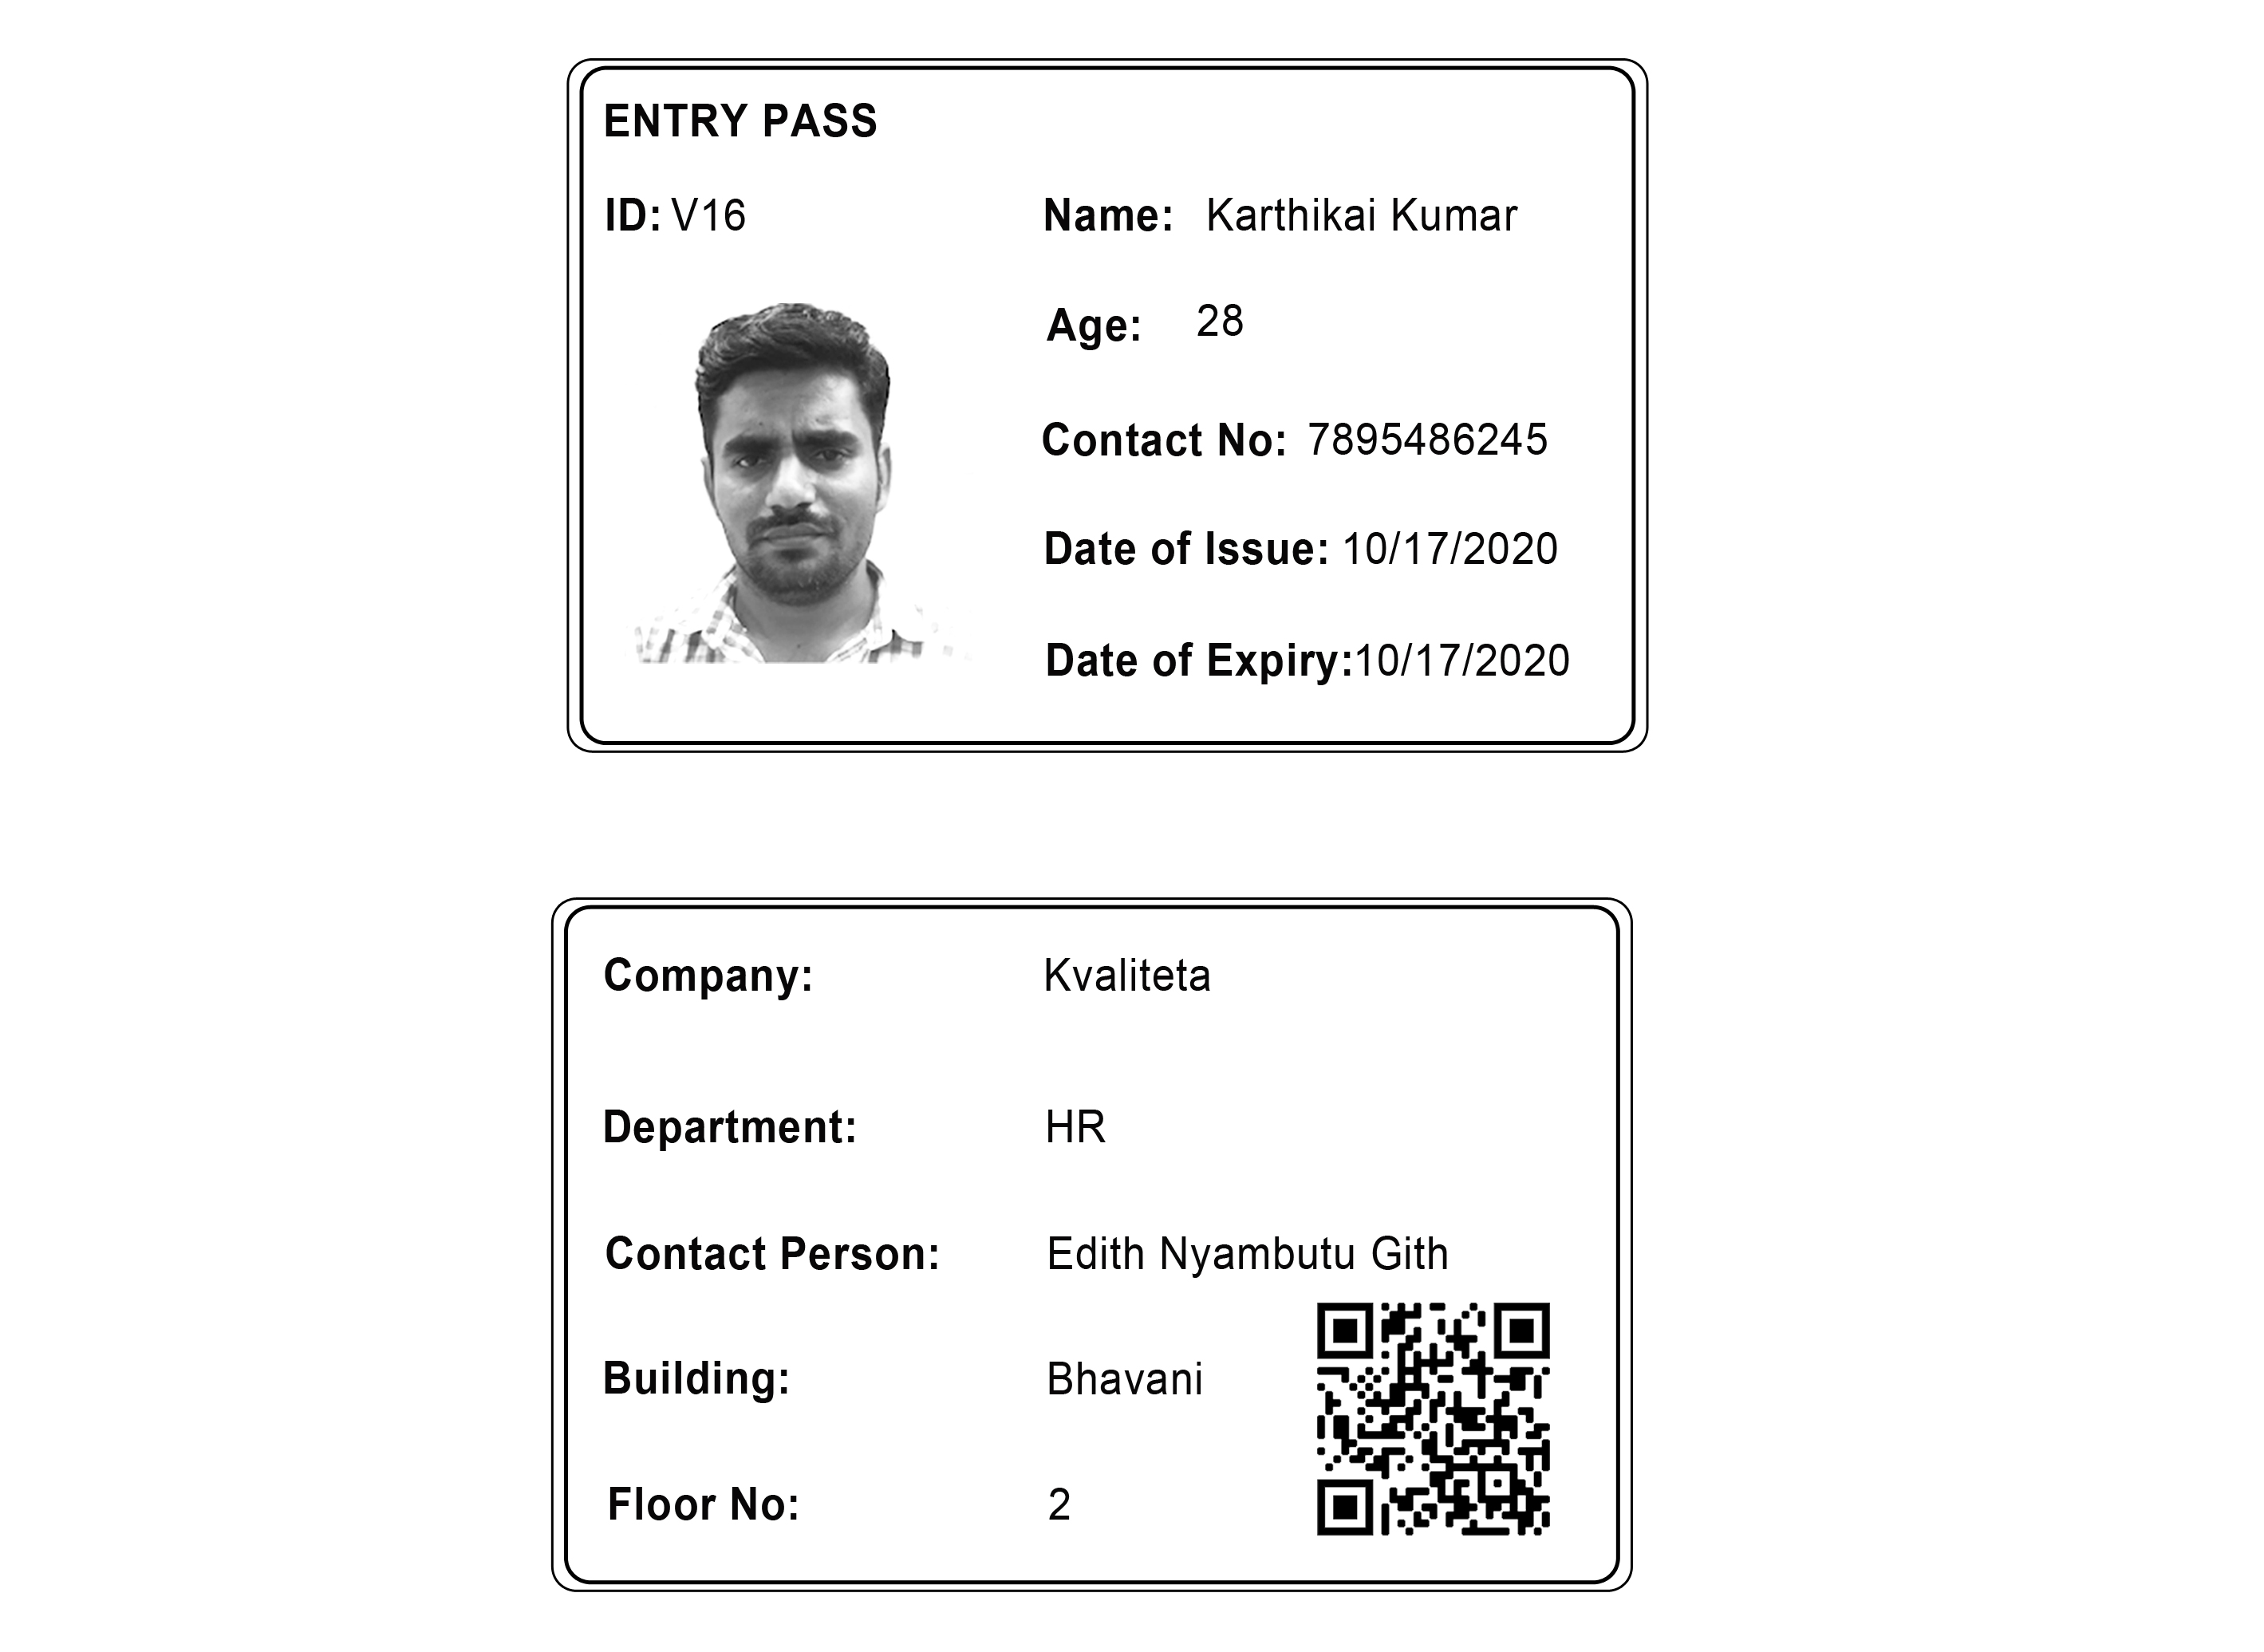 ENTRY PASS
ID: V16
Name: Karthikai Kumar
Age: 28
Contact No: 7895486245
Date of Issue: 10/17/2020
Date of Expiry:10/17/2020
Company: Kvaliteta
Department: HR
Contact Person: Edith Nyambutu Gith
Building: Bhavani
Floor No: 2